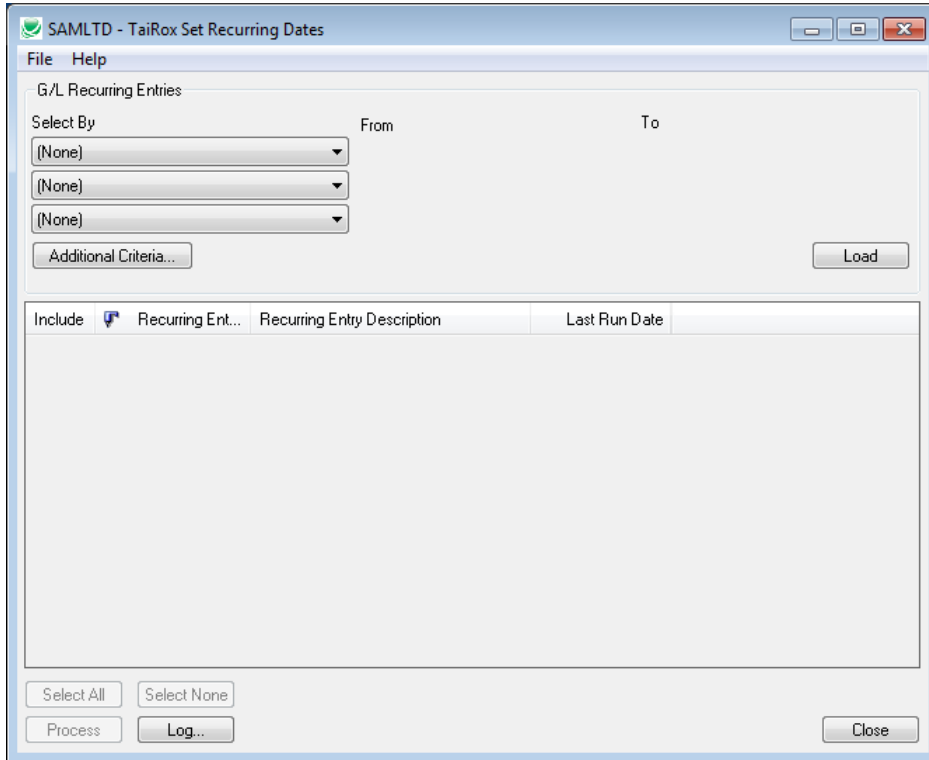 SAMLTD - TaiRox Set Recurring Dates
File Help
G/L Recurring Entries
Select By From To
(None)
(None)
(None)
Additional Criteria... Load
Include Recurring Ent... Recurring Entry Description Last Run Date
Select All Select None
Process Log... Close